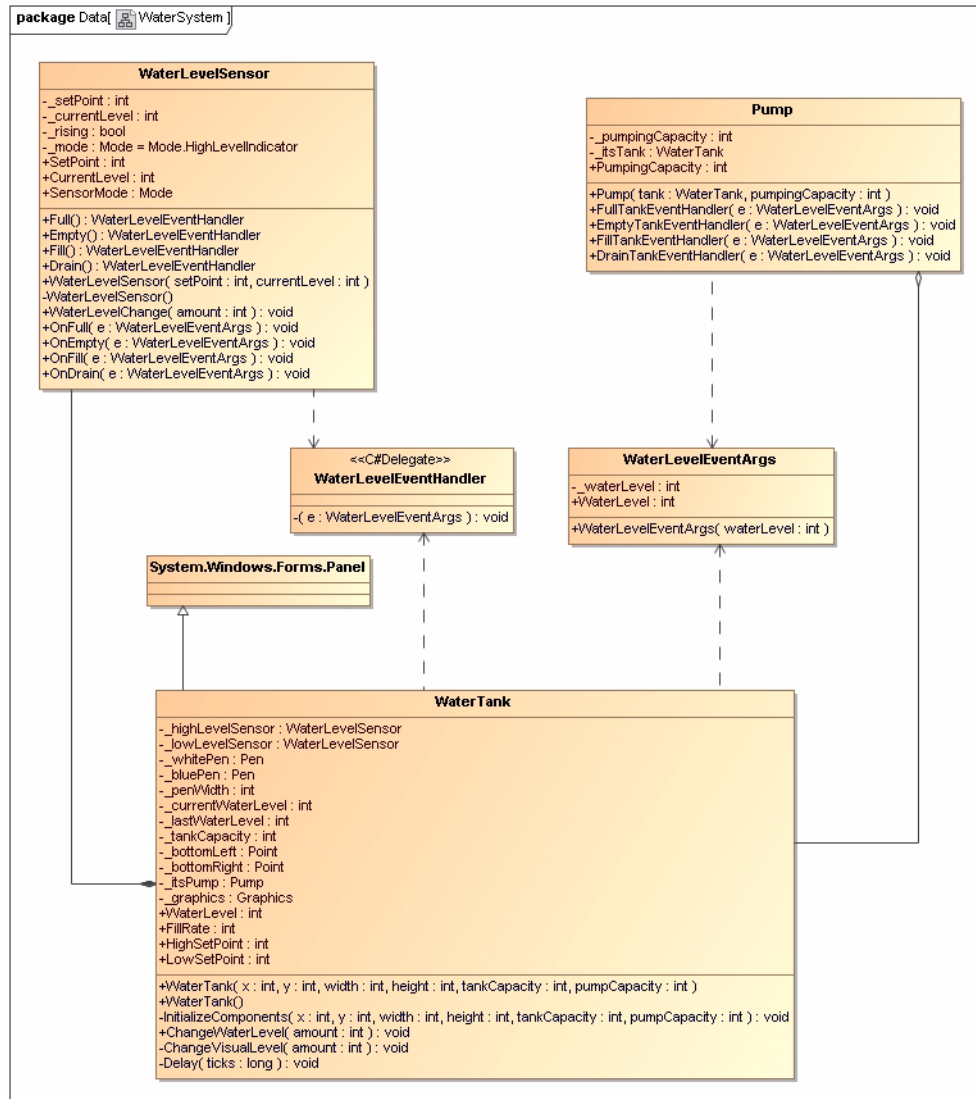 package Data[ WaterSystem ]
WaterLevelSensor
-_setPoint : int
-_currentLevel : int
-_rising : bool
-_mode : Mode = Mode.HighLevelIndicator
+SetPoint : int
+CurrentLevel : int
+SensorMode : Mode
+Full() : WaterLevelEventHandler
+Empty() : WaterLevelEventHandler
+Fill() : WaterLevelEventHandler
+Drain() : WaterLevelEventHandler
+WaterLevelSensor( setPoint : int, currentLevel : int )
-WaterLevelSensor()
+WaterLevelChange( amount : int ) : void
+OnFull( e : WaterLevelEventArgs ) : void
+OnEmpty( e : WaterLevelEventArgs ) : void
+OnFill( e : WaterLevelEventArgs ) : void
+OnDrain( e : WaterLevelEventArgs ) : void
Pump
-_pumpingCapacity : int
-_itsTank : WaterTank
+PumpingCapacity : int
+Pump( tank : WaterTank, pumpingCapacity : int )
+FullTankEventHandler( e : WaterLevelEventArgs ) : void
+EmptyTankEventHandler( e : WaterLevelEventArgs ) : void
+FillTankEventHandler( e : WaterLevelEventArgs ) : void
+DrainTankEventHandler( e : WaterLevelEventArgs ) : void
<<C#Delegate>>
WaterLevelEventHandler
-( e : WaterLevelEventArgs ) : void
WaterLevelEventArgs
-_waterLevel : int
+WaterLevel : int
+WaterLevelEventArgs( waterLevel : int )
System.Windows.Forms.Panel
WaterTank
-_highLevelSensor : WaterLevelSensor
-_lowLevelSensor : WaterLevelSensor
-_whitePen : Pen
-_bluePen : Pen
-_penWidth : int
-_currentWaterLevel : int
-_lastWaterLevel : int
-_tankCapacity : int
-_bottomLeft : Point
-_bottomRight : Point
-_itsPump : Pump
-_graphics : Graphics
+WaterLevel : int
+FillRate : int
+HighSetPoint : int
+LowSetPoint : int
+WaterTank( x : int, y : int, width : int, height : int, tankCapacity : int, pumpCapacity : int )
+WaterTank()
-InitializeComponents( x : int, y : int, width : int, height : int, tankCapacity : int, pumpCapacity : int ) : void
+ChangeWaterLevel( amount : int ) : void
-ChangeVisualLevel( amount : int ) : void
-Delay( ticks : long ) : void